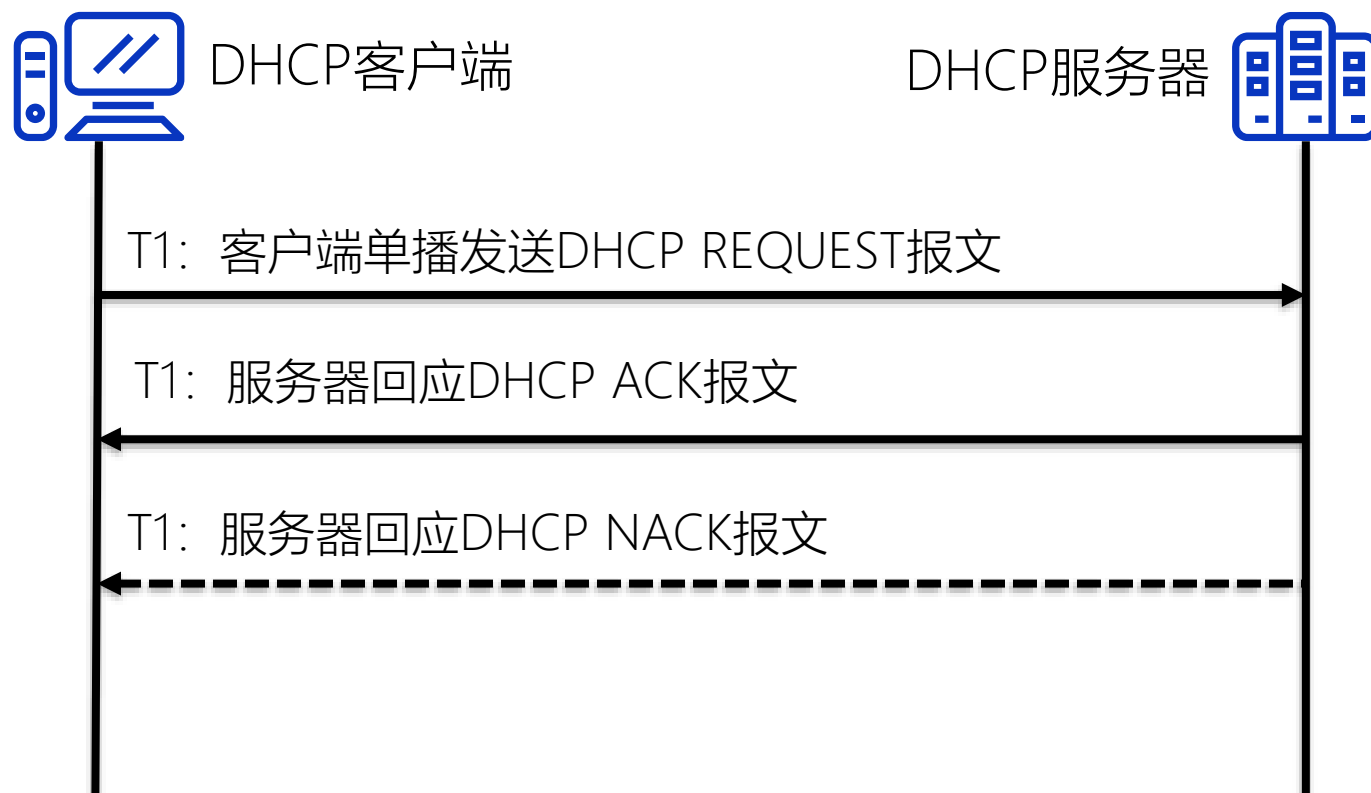 DHCP客户端
DHCP服务器
T1：客户端单播发送DHCP REQUEST报文
T1：服务器回应DHCP ACK报文
T1：服务器回应DHCP NACK报文